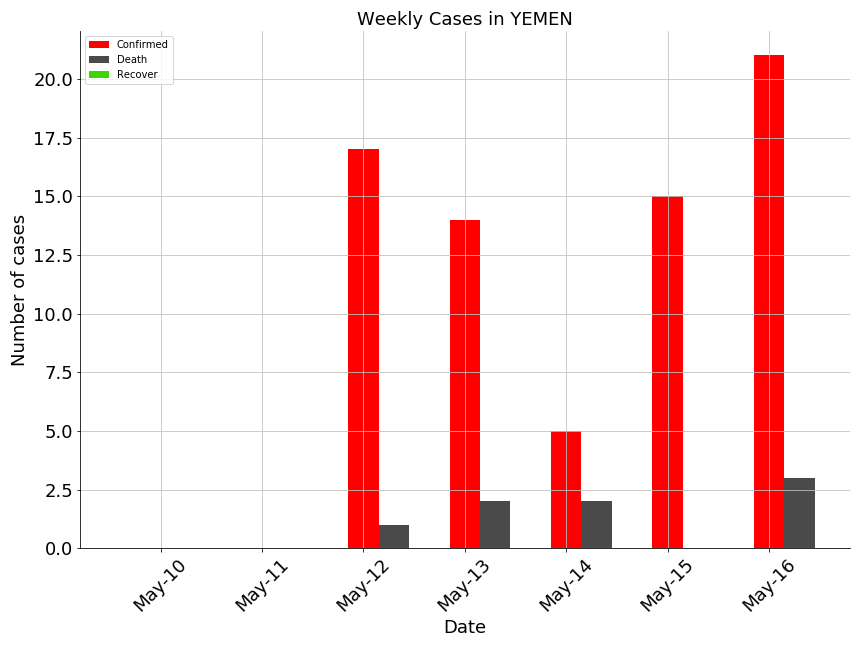 Weekly Cases in YEMEN
Confirmed
Death
Recover
Number of cases
20.0
17.5
15.0
12.5
10.0
7.5
5.0
2.5
0.0
May-10
May-11
May-12
May-13
May-14
May-15
May-16
Date